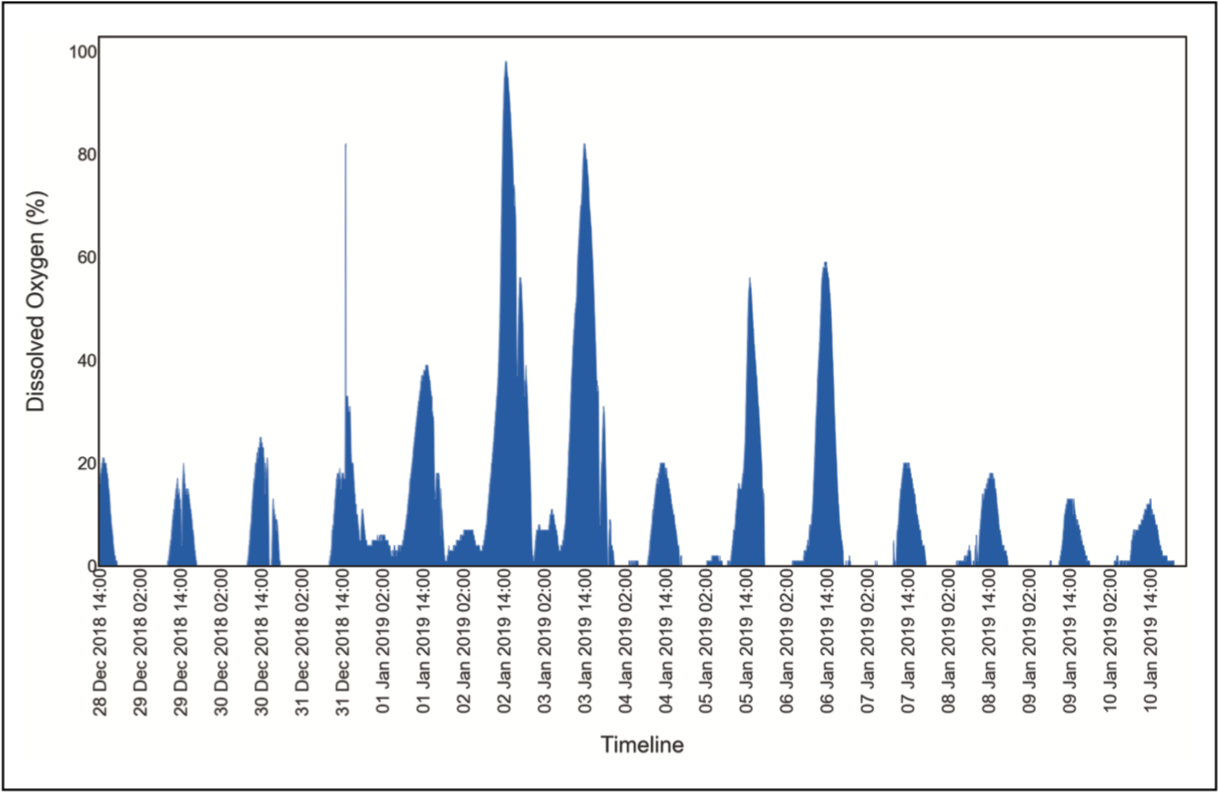 100
80
60
40
20
0
Dissolved Oxygen (%)
28 Dec 2018 14:00
29 Dec 2018 02:00
29 Dec 2018 14:00
30 Dec 2018 02:00
30 Dec 2018 14:00
31 Dec 2018 02:00
31 Dec 2018 14:00
01 Jan 2019 02:00
01 Jan 2019 14:00
02 Jan 2019 02:00
02 Jan 2019 14:00
03 Jan 2019 02:00
03 Jan 2019 14:00
04 Jan 2019 02:00
04 Jan 2019 14:00
05 Jan 2019 02:00
05 Jan 2019 14:00
06 Jan 2019 02:00
06 Jan 2019 14:00
07 Jan 2019 02:00
07 Jan 2019 14:00
08 Jan 2019 02:00
08 Jan 2019 14:00
09 Jan 2019 02:00
09 Jan 2019 14:00
10 Jan 2019 02:00
10 Jan 2019 14:00
Timeline